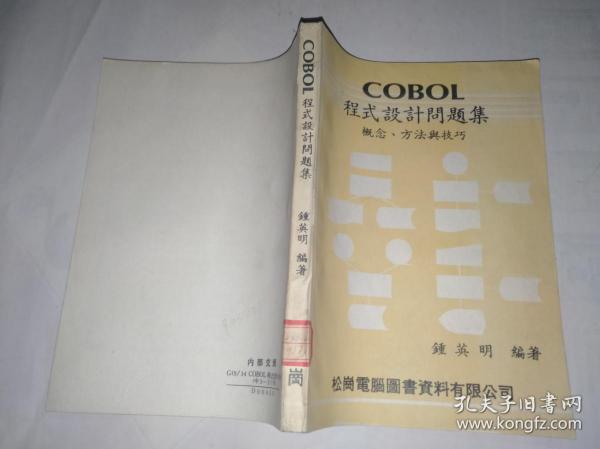 COBOL
程式設計問題集
概念、方法與技巧
鍾英明 編著
松崗電腦圖書資料有限公司
COBOL 程式設計問題集 鍾英明 編著
崗
内部交流
孔夫子旧书网
www.kongfz.com